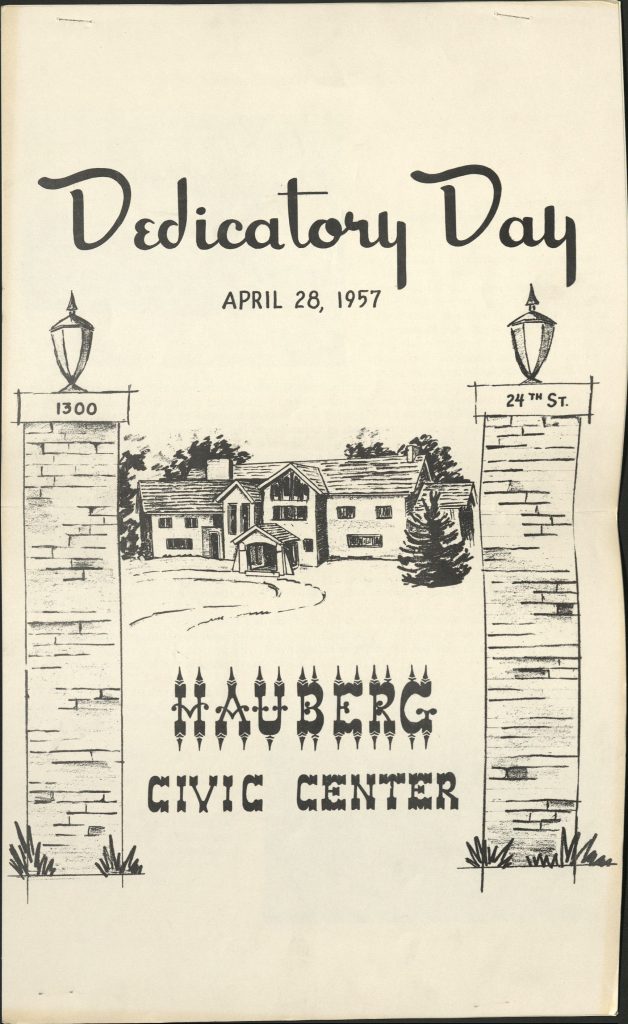 Dedicatory Day
APRIL 28, 1957
1300
24TH ST.
HAUBERG
CIVIC CENTER